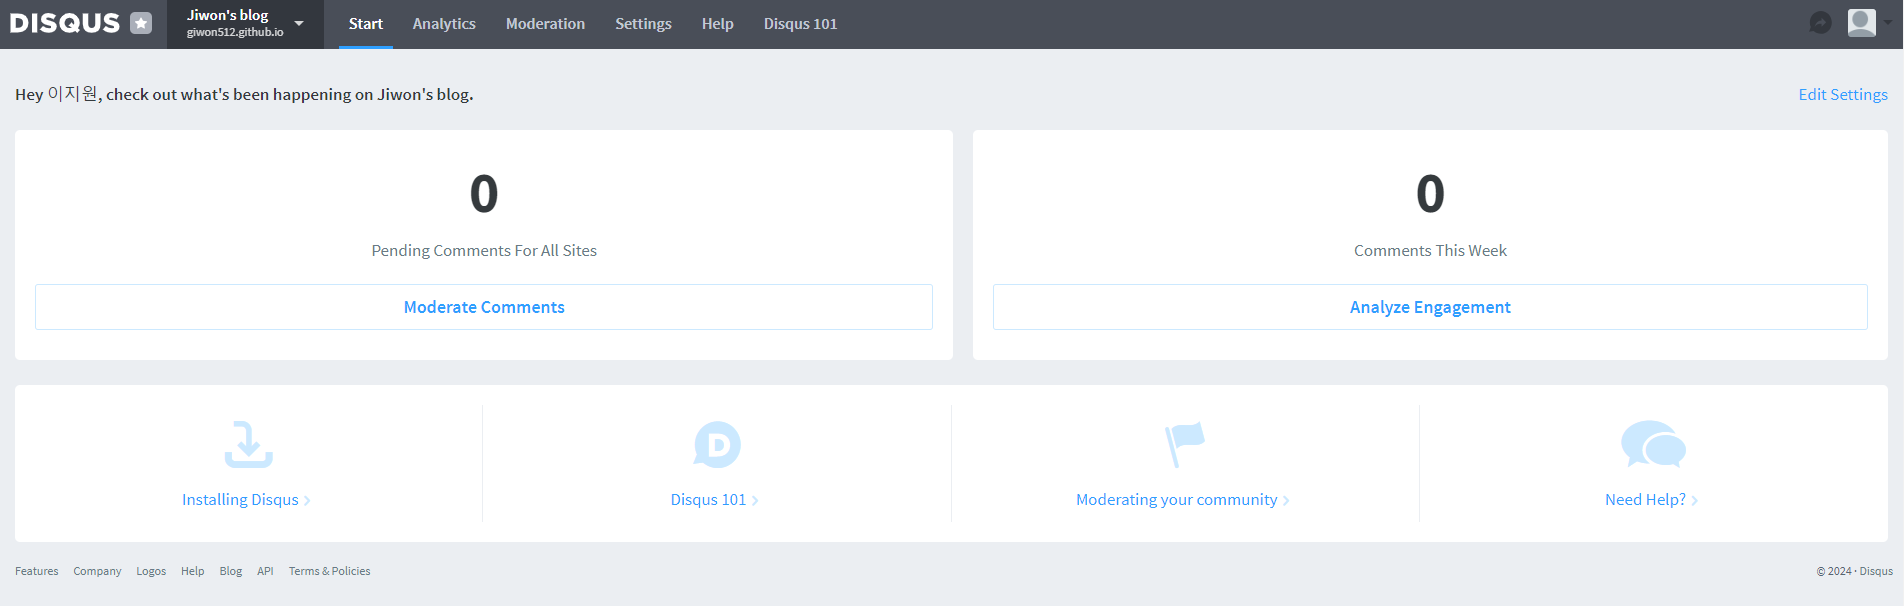 DISQUS
Jiwon's blog
giwon512.github.io
Start Analytics Moderation Settings Help Disqus 101
Hey 이지원, check out what's been happening on Jiwon's blog.
Edit Settings
0
Pending Comments For All Sites
Moderate Comments
0
Comments This Week
Analyze Engagement
Installing Disqus
D
Disqus 101
Moderating your community
Need Help?
Features Company Logos Help Blog API Terms & Policies
© 2024 · Disqus